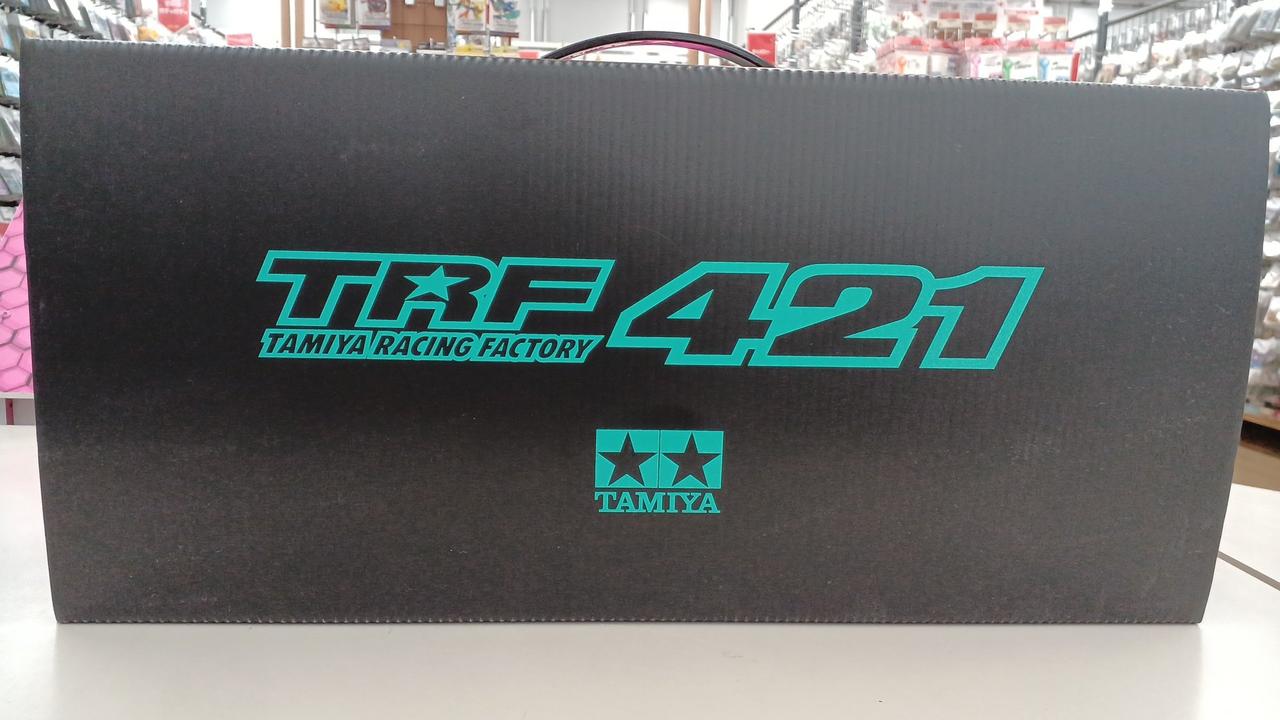 TRF 421
TAMIYA RACING FACTORY
TAMIYA